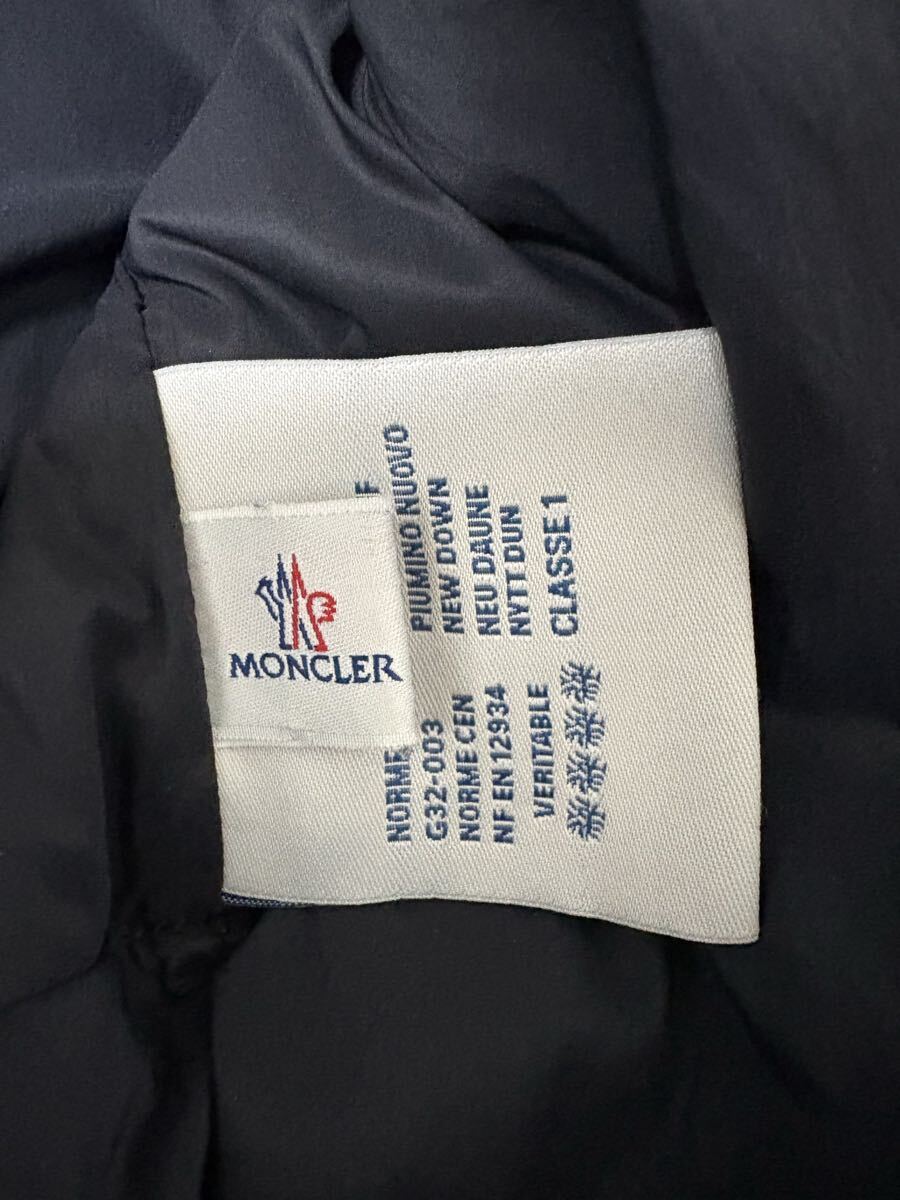 MONCLER
NORME
G32-003
NORME CEN
NF EN 12934
VERITABLE
F
PIUMINO NUOVO
NEW DOWN
NEU DAUNE
NYTT DUN
CLASSE 1